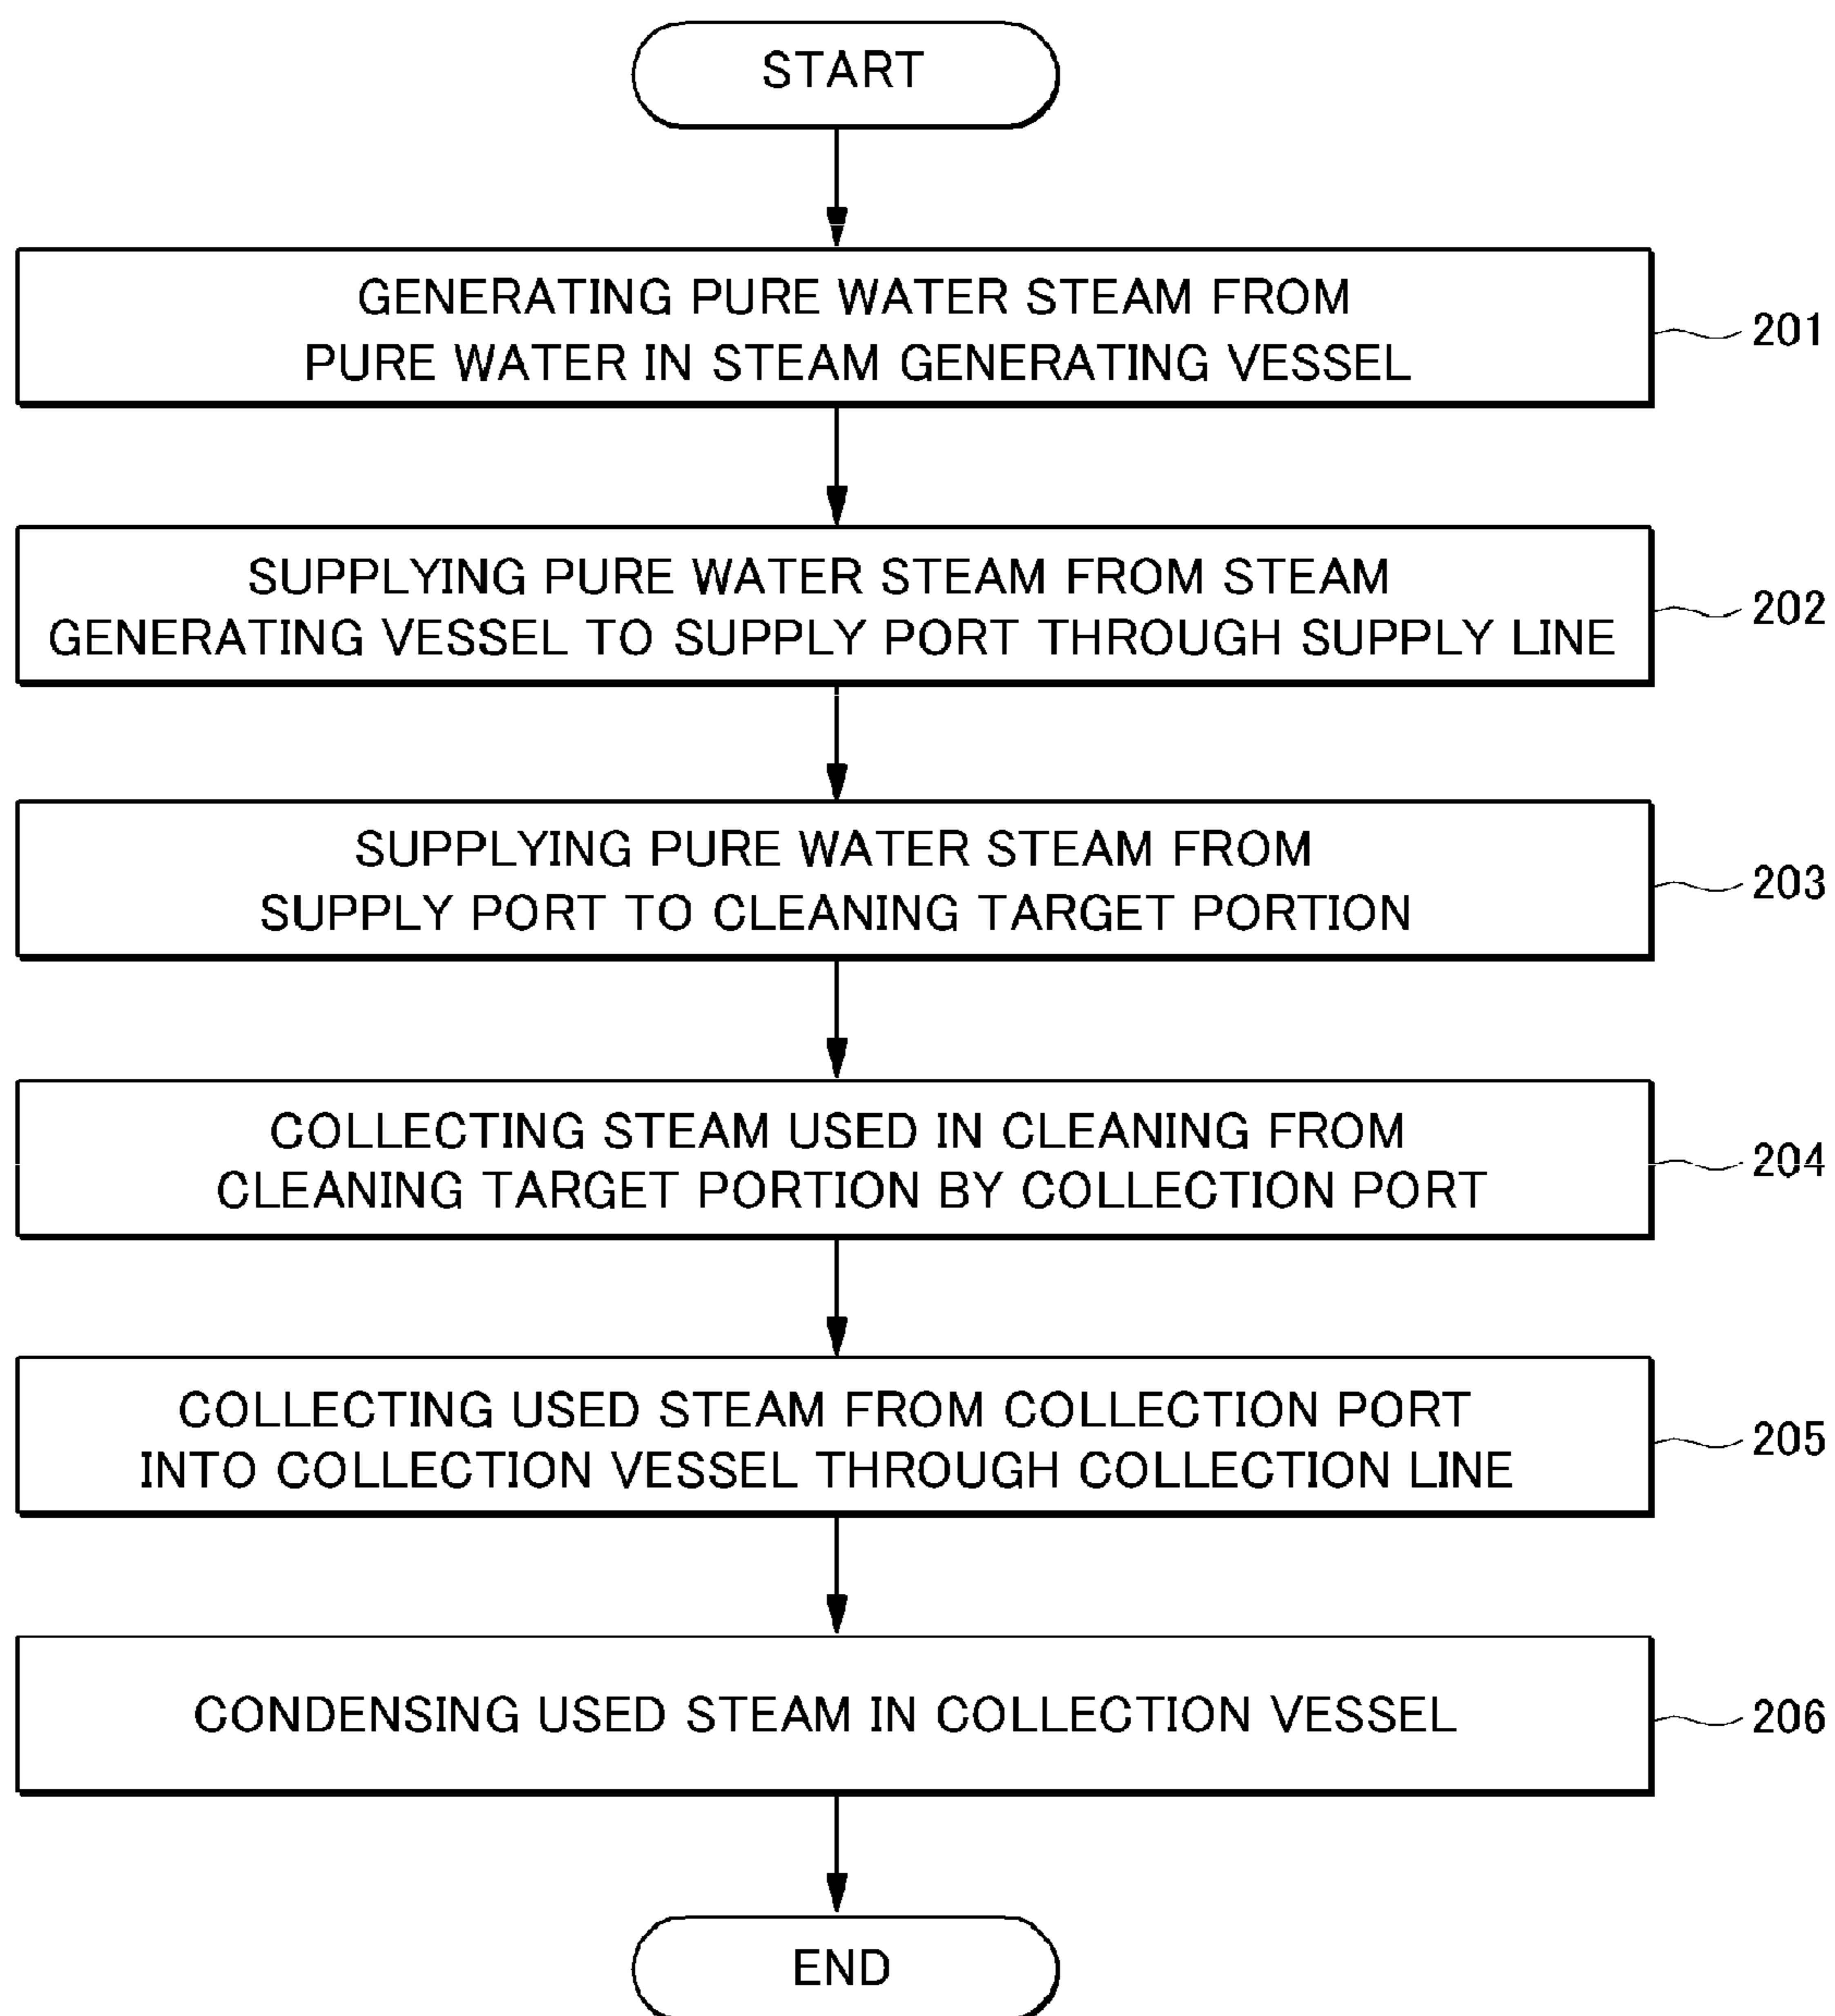 START
GENERATING PURE WATER STEAM FROM
PURE WATER IN STEAM GENERATING VESSEL
201
SUPPLYING PURE WATER STEAM FROM STEAM
GENERATING VESSEL TO SUPPLY PORT THROUGH SUPPLY LINE
202
SUPPLYING PURE WATER STEAM FROM
SUPPLY PORT TO CLEANING TARGET PORTION
203
COLLECTING STEAM USED IN CLEANING FROM
CLEANING TARGET PORTION BY COLLECTION PORT
204
COLLECTING USED STEAM FROM COLLECTION PORT
INTO COLLECTION VESSEL THROUGH COLLECTION LINE
205
CONDENSING USED STEAM IN COLLECTION VESSEL
206
END